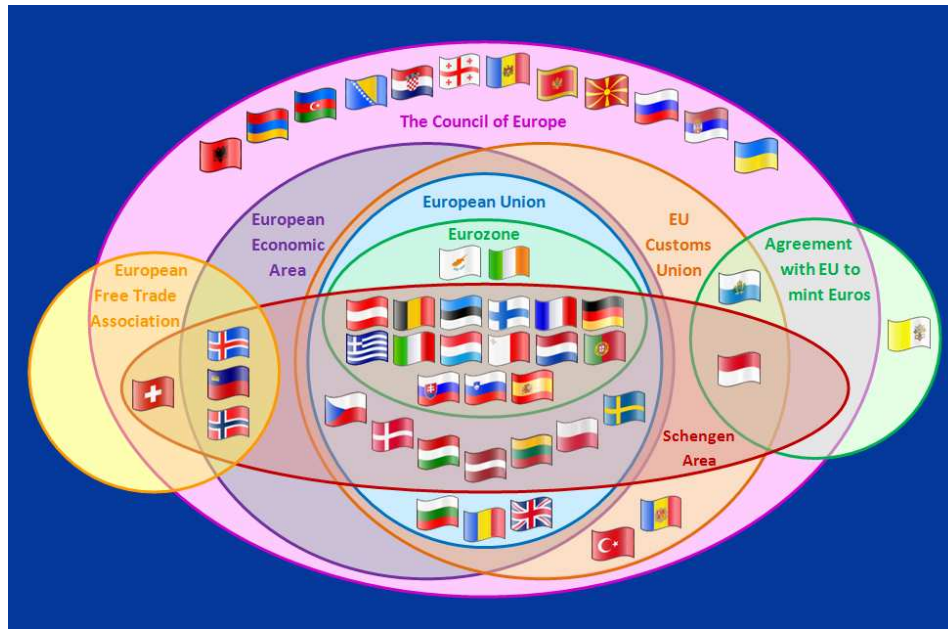 The Council of Europe
European Union
Eurozone
European
Economic
Area
EU
Customs
Union
Agreement
with EU to
mint Euros
European
Free Trade
Association
Schengen
Area